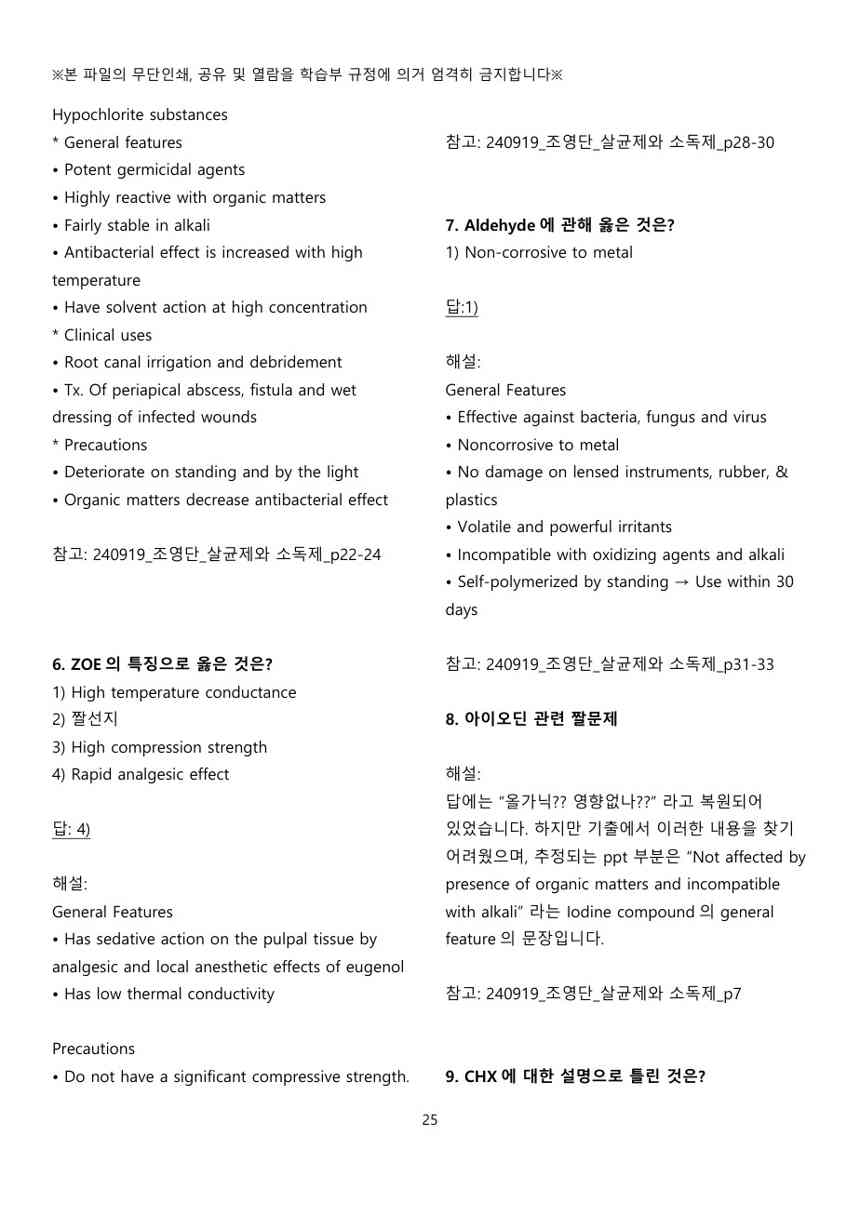 ※본 파일의 무단인쇄, 공유 및 열람을 학습부 규정에 의거 엄격히 금지합니다※
Hypochlorite substances
* General features
• Potent germicidal agents
• Highly reactive with organic matters
• Fairly stable in alkali
• Antibacterial effect is increased with high
temperature
• Have solvent action at high concentration
* Clinical uses
• Root canal irrigation and debridement
• Tx. Of periapical abscess, fistula and wet
dressing of infected wounds
* Precautions
• Deteriorate on standing and by the light
• Organic matters decrease antibacterial effect
참고: 240919_조영단_살균제와 소독제_p22-24
6. ZOE 의 특징으로 옳은 것은?
1) High temperature conductance
2) 짤선지
3) High compression strength
4) Rapid analgesic effect
답: 4)
해설:
General Features
• Has sedative action on the pulpal tissue by
analgesic and local anesthetic effects of eugenol
• Has low thermal conductivity
Precautions
• Do not have a significant compressive strength.
참고: 240919_조영단_살균제와 소독제_p28-30
7. Aldehyde 에 관해 옳은 것은?
1) Non-corrosive to metal
답:1)
해설:
General Features
• Effective against bacteria, fungus and virus
• Noncorrosive to metal
• No damage on lensed instruments, rubber, &
plastics
• Volatile and powerful irritants
• Incompatible with oxidizing agents and alkali
• Self-polymerized by standing → Use within 30
days
참고: 240919_조영단_살균제와 소독제_p31-33
8. 아이오딘 관련 짤문제
해설:
답에는 “올가닉?? 영향없나??” 라고 복원되어
있었습니다. 하지만 기출에서 이러한 내용을 찾기
어려웠으며, 추정되는 ppt 부분은 “Not affected by
presence of organic matters and incompatible
with alkali” 라는 Iodine compound 의 general
feature 의 문장입니다.
참고: 240919_조영단_살균제와 소독제_p7
9. CHX 에 대한 설명으로 틀린 것은?
25